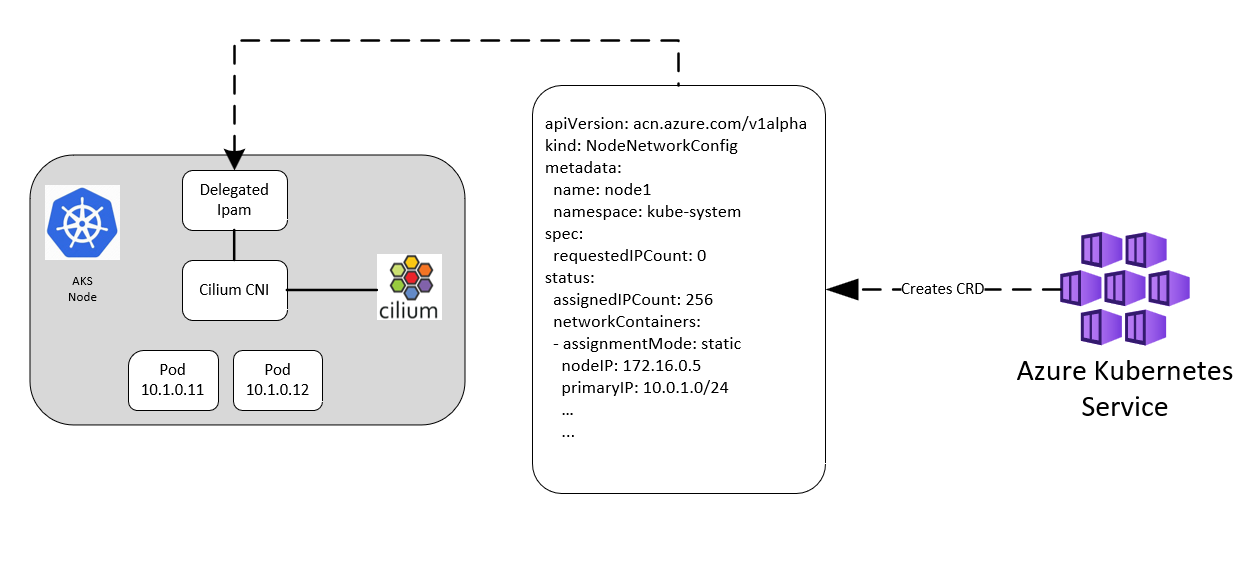 Delegated
Ipam
AKS
Node
Cilium CNI
cilium
Pod
10.1.0.11
Pod
10.1.0.12
apiVersion: acn.azure.com/v1alpha
kind: NodeNetworkConfig
metadata:
name: node1
namespace: kube-system
spec:
requestedIPCount: 0
status:
assignedIPCount: 256
networkContainers:
- assignmentMode: static
nodeIP: 172.16.0.5
primaryIP: 10.0.1.0/24
...
...
Creates CRD
Azure Kubernetes
Service